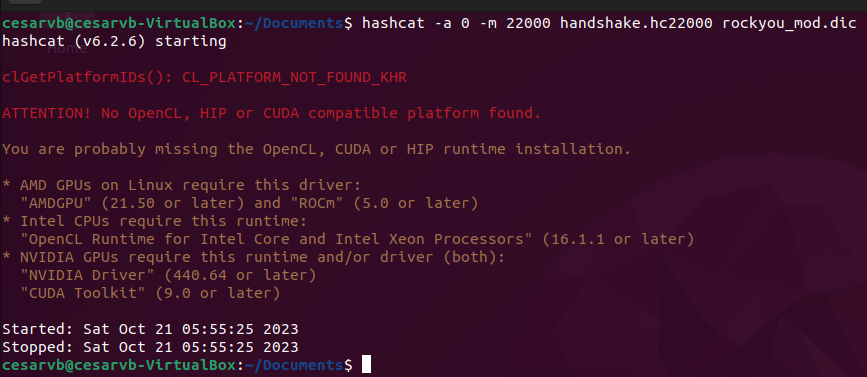 cesarvb@cesarvb-VirtualBox:~/Documents$ hashcat -a 0 -m 22000 handshake.hc22000 rockyou_mod.dic
hashcat (v6.2.6) starting
Home
clGetPlatformIDs(): CL_PLATFORM_NOT_FOUND_KHR
ATTENTION! No OpenCL, HIP or CUDA compatible platform found.
You are probably missing the OpenCL, CUDA or HIP runtime installation.
* AMD GPUs on Linux require this driver:
"AMDGPU" (21.50 or later) and "ROCm" (5.0 or later)
* Intel CPUs require this runtime:
"OpenCL Runtime for Intel Core and Intel Xeon Processors" (16.1.1 or later)
* NVIDIA GPUs require this runtime and/or driver (both):
"NVIDIA Driver" (440.64 or later)
"CUDA Toolkit" (9.0 or later)
Started: Sat Oct 21 05:55:25 2023
Stopped: Sat Oct 21 05:55:25 2023
cesarvb@cesarvb-VirtualBox:~/Documents$